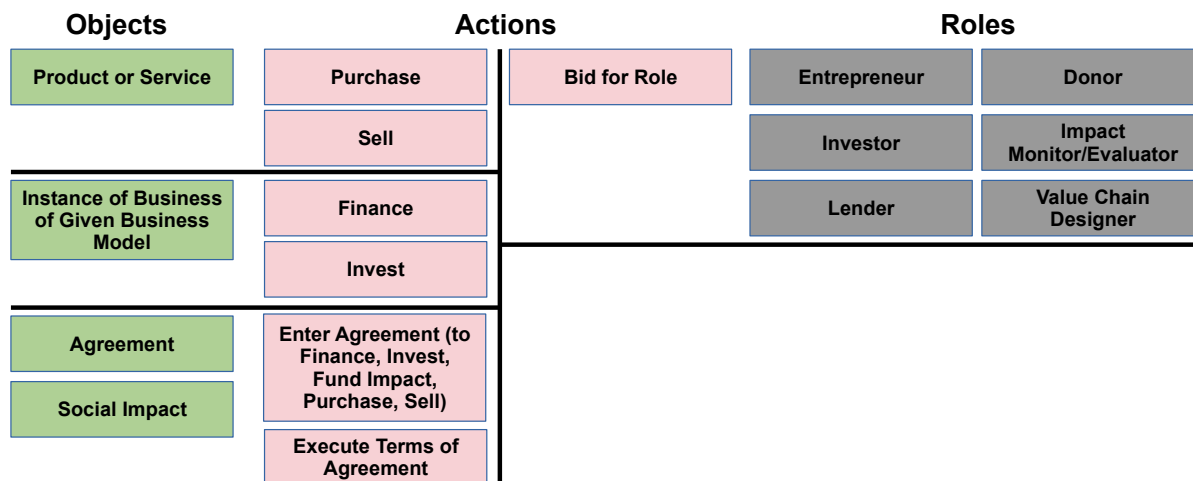 Objects
Actions
Roles
Product or Service
Purchase
Bid for Role
Entrepreneur
Donor
Sell
Investor
Impact
Monitor/Evaluator
Instance of Business
of Given Business
Model
Finance
Lender
Value Chain
Designer
Invest
Agreement
Enter Agreement (to
Finance, Invest,
Fund Impact,
Purchase, Sell)
Social Impact
Execute Terms of
Agreement